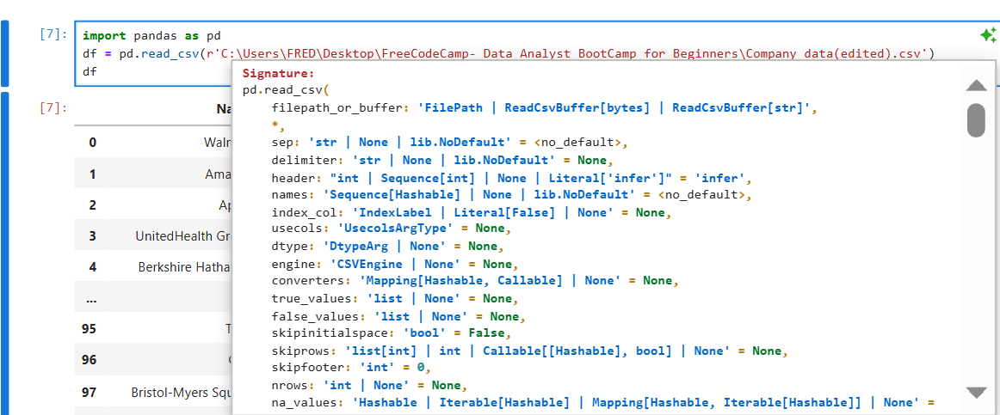 [7]:
import pandas as pd
df = pd.read_csv(r'C:\Users\FRED\Desktop\FreeCodeCamp- Data Analyst BootCamp for Beginners\Company data(edited).csv')
df
[7]:
Na
0 Walr
1 Ama
2 Ap
3 UnitedHealth Gr
4 Berkshire Hatha
...
95 T
96
97 Bristol-Myers Squ
Signature:
pd.read_csv(
filepath_or_buffer: 'FilePath | ReadCsvBuffer[bytes] | ReadCsvBuffer[str]',
*,
sep: 'str | None | lib.NoDefault' = <no_default>,
delimiter: 'str | None | lib.NoDefault' = None,
header: "int | Sequence[int] | None | Literal['infer']" = 'infer',
names: 'Sequence[Hashable] | None | lib.NoDefault' = <no_default>,
index_col: 'IndexLabel | Literal[False] | None' = None,
usecols: 'UsecolsArgType' = None,
dtype: 'DtypeArg | None' = None,
engine: 'CSVEngine | None' = None,
converters: 'Mapping[Hashable, Callable] | None' = None,
true_values: 'list | None' = None,
false_values: 'list | None' = None,
skipinitialspace: 'bool' = False,
skiprows: 'list[int] | int | Callable[[Hashable], bool] | None' = None,
skipfooter: 'int' = 0,
nrows: 'int | None' = None,
na_values: 'Hashable | Iterable[Hashable] | Mapping[Hashable, Iterable[Hashable]] | None' =